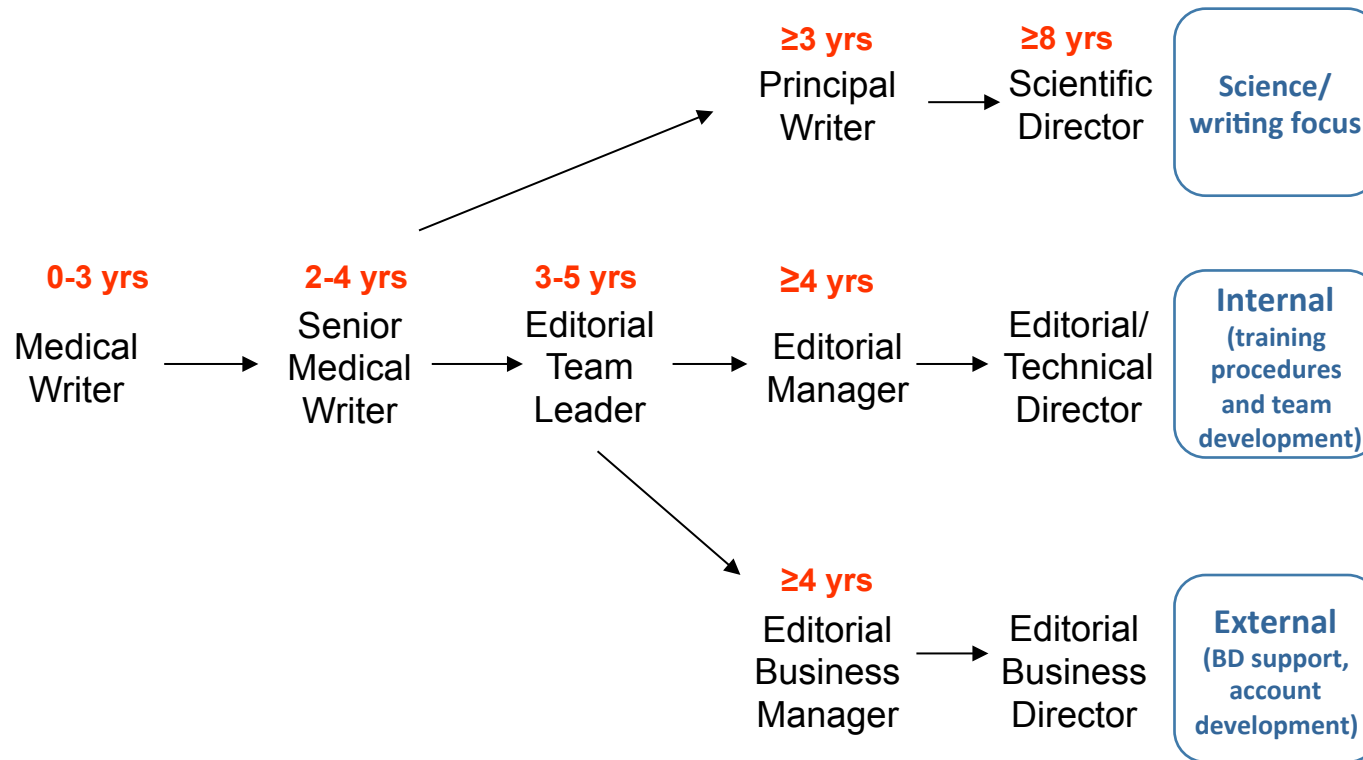 ≥3 yrs
Principal
Writer
≥8 yrs
Scientific
Director
Science/
writing focus
0-3 yrs
Medical
Writer
2-4 yrs
Senior
Medical
Writer
3-5 yrs
Editorial
Team
Leader
≥4 yrs
Editorial
Manager
Editorial/
Technical
Director
Internal
(training
procedures
and team
development)
≥4 yrs
Editorial
Business
Manager
Editorial
Business
Director
External
(BD support,
account
development)